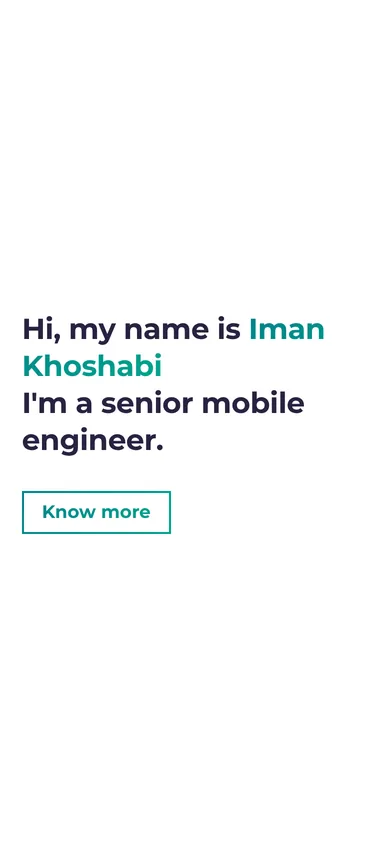 Hi, my name is Iman
Khoshabi
I'm a senior mobile
engineer.
Know more